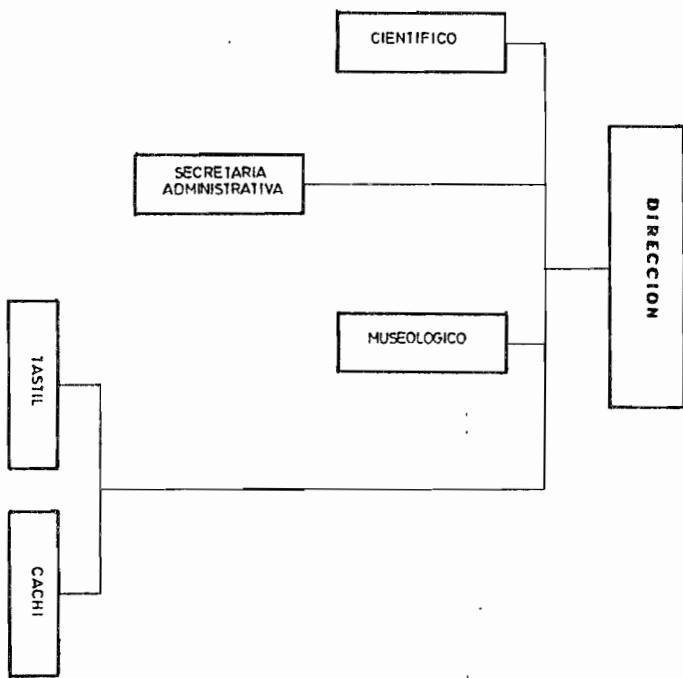 CIENTIFICO
SECRETARIA
ADMINISTRATIVA
DIRECCION
MUSEOLOGICO
TASTIL
CACHI